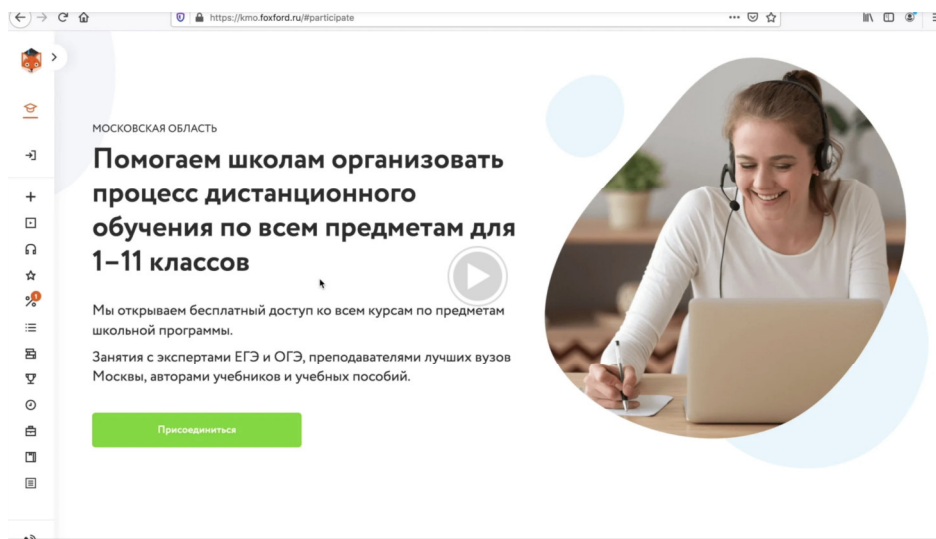 https://kmo.foxford.ru/#participate
МОСКОВСКАЯ ОБЛАСТЬ
Помогаем школам организовать
процесс дистанционного
обучения по всем предметам для
1–11 классов
Мы открываем бесплатный доступ ко всем курсам по предметам
школьной программы.
Занятия с экспертами ЕГЭ и ОГЭ, преподавателями лучших вузов
Москвы, авторами учебников и учебных пособий.
Присоединиться